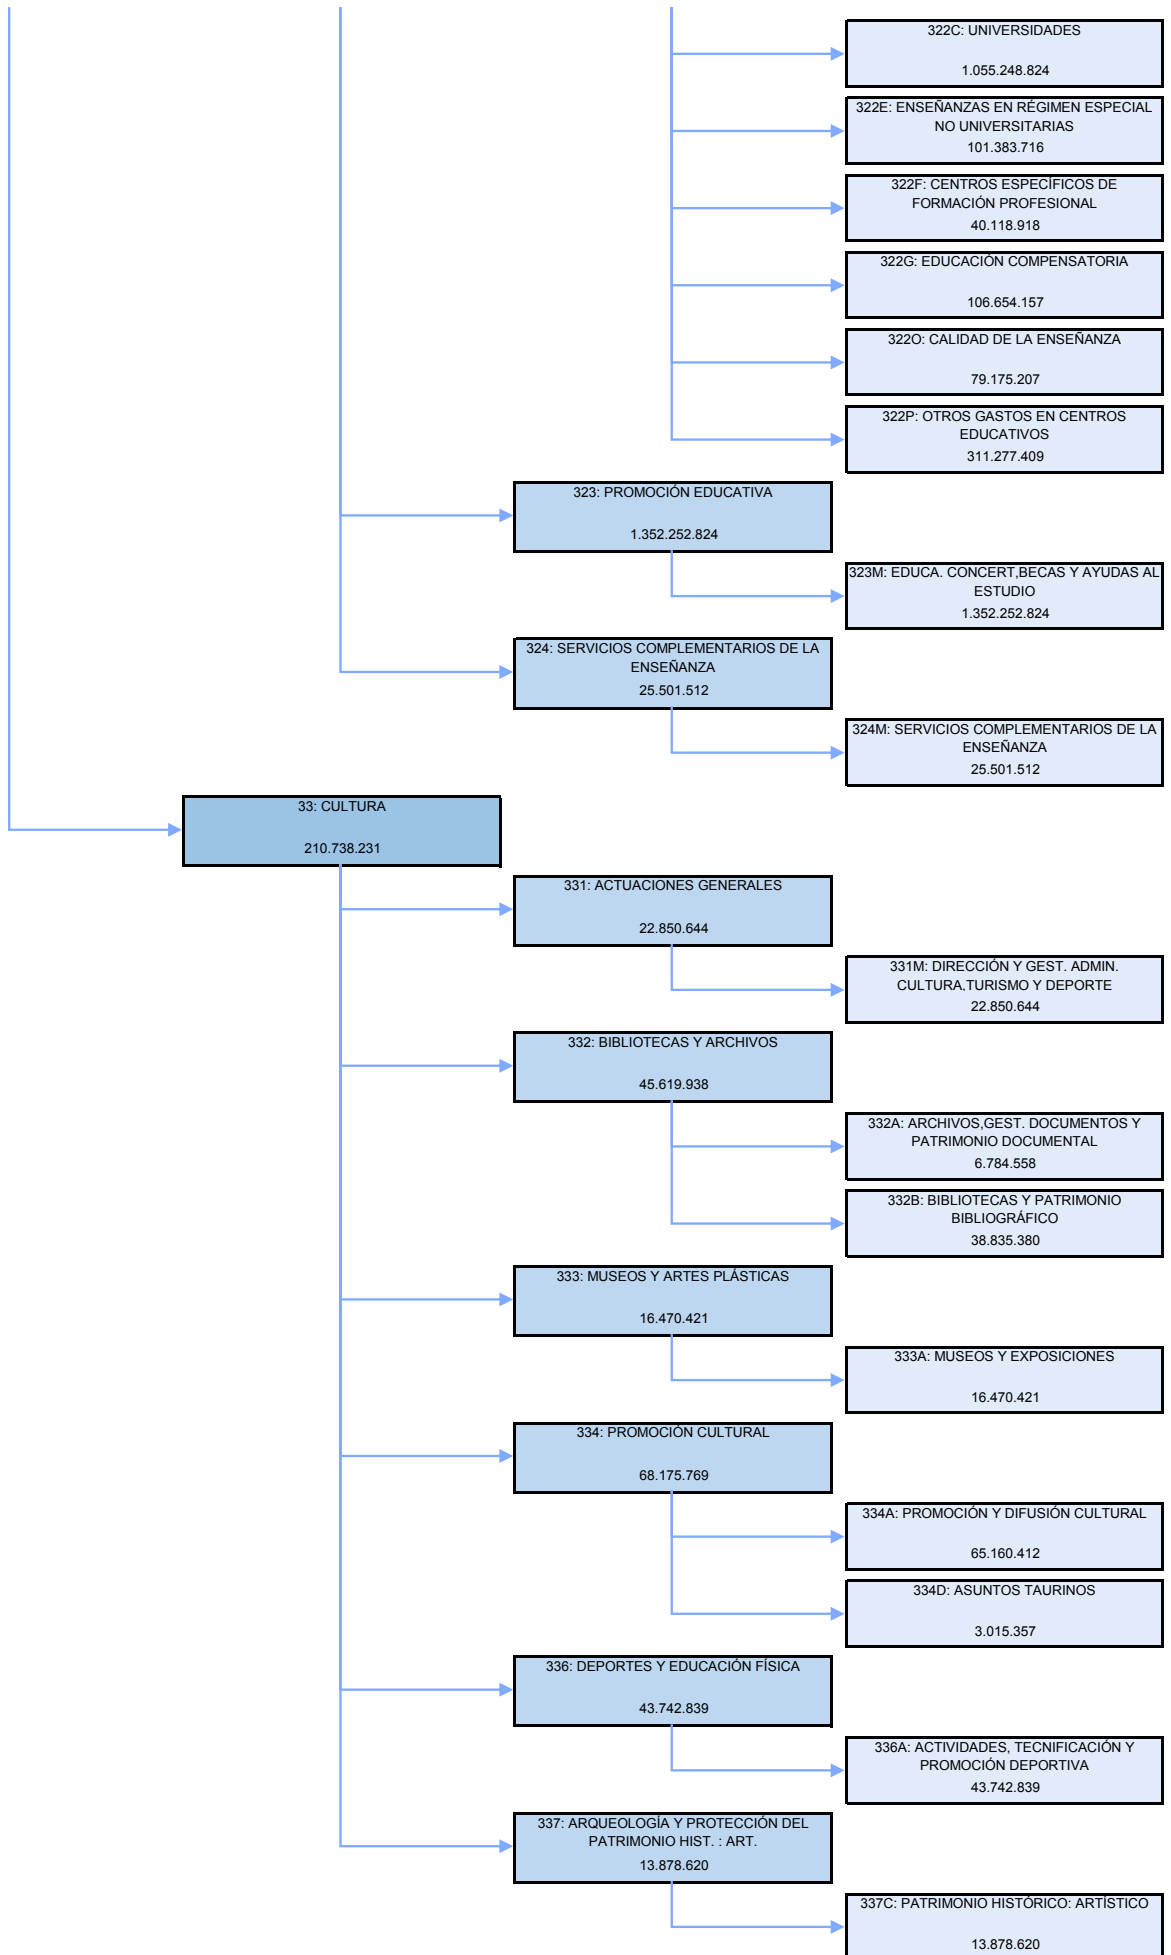 322C: UNIVERSIDADES
1.055.248.824
322E: ENSEÑANZAS EN RÉGIMEN ESPECIAL
NO UNIVERSITARIAS
101.383.716
322F: CENTROS ESPECÍFICOS DE
FORMACIÓN PROFESIONAL
40.118.918
322G: EDUCACIÓN COMPENSATORIA
106.654.157
322O: CALIDAD DE LA ENSEÑANZA
79.175.207
322P: OTROS GASTOS EN CENTROS
EDUCATIVOS
311.277.409
323: PROMOCIÓN EDUCATIVA
1.352.252.824
323M: EDUCA. CONCERT,BECAS Y AYUDAS AL
ESTUDIO
1.352.252.824
324: SERVICIOS COMPLEMENTARIOS DE LA
ENSEÑANZA
25.501.512
324M: SERVICIOS COMPLEMENTARIOS DE LA
ENSEÑANZA
25.501.512
33: CULTURA
210.738.231
331: ACTUACIONES GENERALES
22.850.644
331M: DIRECCIÓN Y GEST. ADMIN.
CULTURA,TURISMO Y DEPORTE
22.850.644
332: BIBLIOTECAS Y ARCHIVOS
45.619.938
332A: ARCHIVOS,GEST. DOCUMENTOS Y
PATRIMONIO DOCUMENTAL
6.784.558
332B: BIBLIOTECAS Y PATRIMONIO
BIBLIOGRÁFICO
38.835.380
333: MUSEOS Y ARTES PLÁSTICAS
16.470.421
333A: MUSEOS Y EXPOSICIONES
16.470.421
334: PROMOCIÓN CULTURAL
68.175.769
334A: PROMOCIÓN Y DIFUSIÓN CULTURAL
65.160.412
334D: ASUNTOS TAURINOS
3.015.357
336: DEPORTES Y EDUCACIÓN FÍSICA
43.742.839
336A: ACTIVIDADES, TECNIFICACIÓN Y
PROMOCIÓN DEPORTIVA
43.742.839
337: ARQUEOLOGÍA Y PROTECCIÓN DEL
PATRIMONIO HIST. : ART.
13.878.620
337C: PATRIMONIO HISTÓRICO: ARTÍSTICO
13.878.620